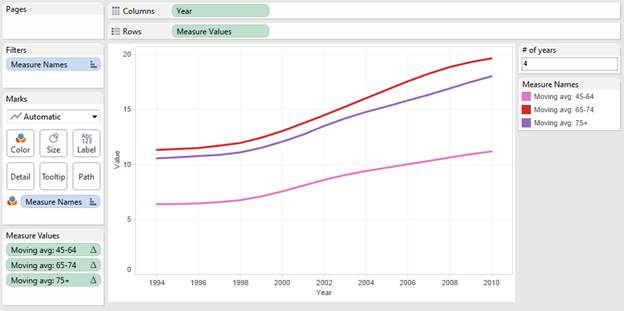 Pages
Columns Year
Rows Measure Values
Filters
Measure Names
Marks
Automatic
Color
Size
Abc
123
Label
Detail
Tooltip
Path
Measure Names
Measure Values
Moving avg: 45-64 Δ
Moving avg: 65-74 Δ
Moving avg: 75+ Δ
20
15
10
5
0
Value
1994 1996 1998 2000 2002 2004 2006 2008 2010
Year
# of years
4
Measure Names
Moving avg: 45-64
Moving avg: 65-74
Moving avg: 75+